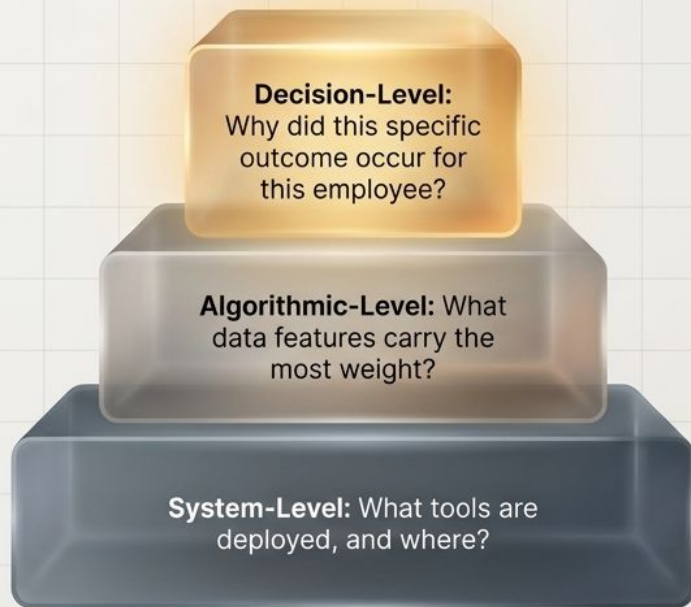 Decision-Level:
Why did this specific
outcome occur for
this employee?
Algorithmic-Level: What
data features carry the
most weight?
System-Level: What tools are
deployed, and where?